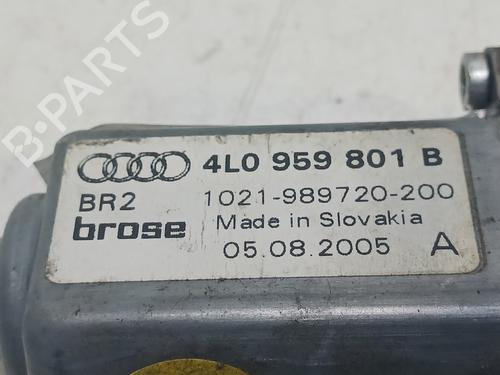 B-PARTS
4L0 959 801 B
BR2 1021-989720-200
brose Made in Slovakia
05.08.2005 A